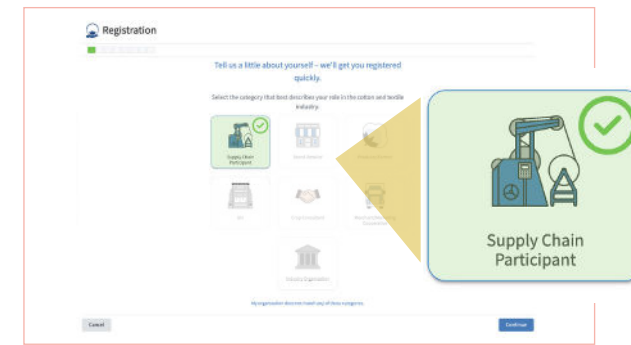 Registration
Tell us a little about yourself – we'll get you registered
quickly.
Select the category that best describes your role in the cotton and textile
industry.
Supply Chain
Participant
Gin
Industry Organization
My organization does not match any of these categories.
Cancel
Continue
Supply Chain
Participant